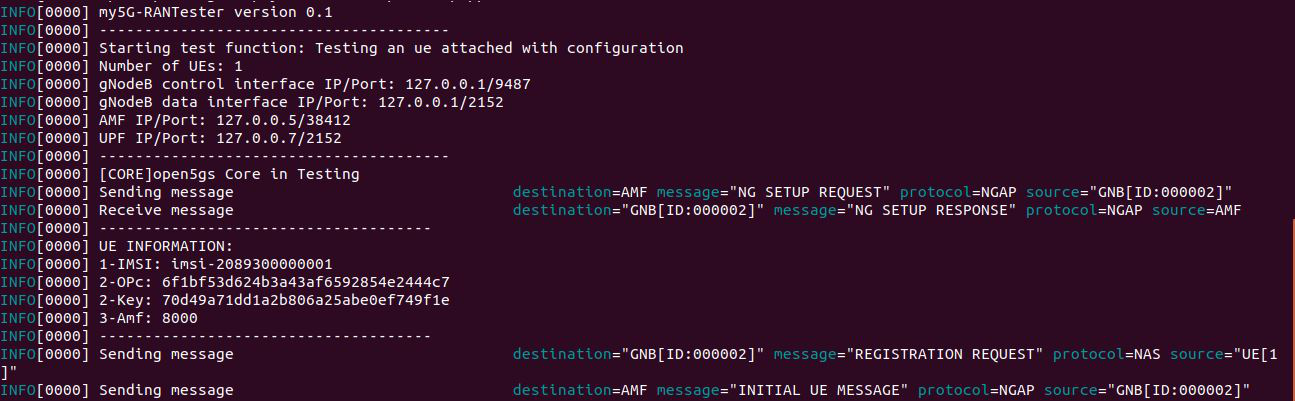 INFO[0000] my5G-RANTester version 0.1
INFO[0000] ---------------------------------------
INFO[0000] Starting test function: Testing an ue attached with configuration
INFO[0000] Number of UEs: 1
INFO[0000] gNodeB control interface IP/Port: 127.0.0.1/9487
INFO[0000] gNodeB data interface IP/Port: 127.0.0.1/2152
INFO[0000] AMF IP/Port: 127.0.0.5/38412
INFO[0000] UPF IP/Port: 127.0.0.7/2152
INFO[0000] ---------------------------------------
INFO[0000] [CORE]open5gs Core in Testing
INFO[0000] Sending message destination=AMF message="NG SETUP REQUEST" protocol=NGAP source="GNB[ID:000002]"
INFO[0000] Receive message destination="GNB[ID:000002]" message="NG SETUP RESPONSE" protocol=NGAP source=AMF
INFO[0000] -------------------------------------
INFO[0000] UE INFORMATION:
INFO[0000] 1-IMSI: imsi-2089300000001
INFO[0000] 2-OPc: 6f1bf53d624b3a43af6592854e2444c7
INFO[0000] 2-Key: 70d49a71dd1a2b806a25abe0ef749f1e
INFO[0000] 3-Amf: 8000
INFO[0000] -------------------------------------
INFO[0000] Sending message destination="GNB[ID:000002]" message="REGISTRATION REQUEST" protocol=NAS source="UE[1
]"
INFO[0000] Sending message destination=AMF message="INITIAL UE MESSAGE" protocol=NGAP source="GNB[ID:000002]"